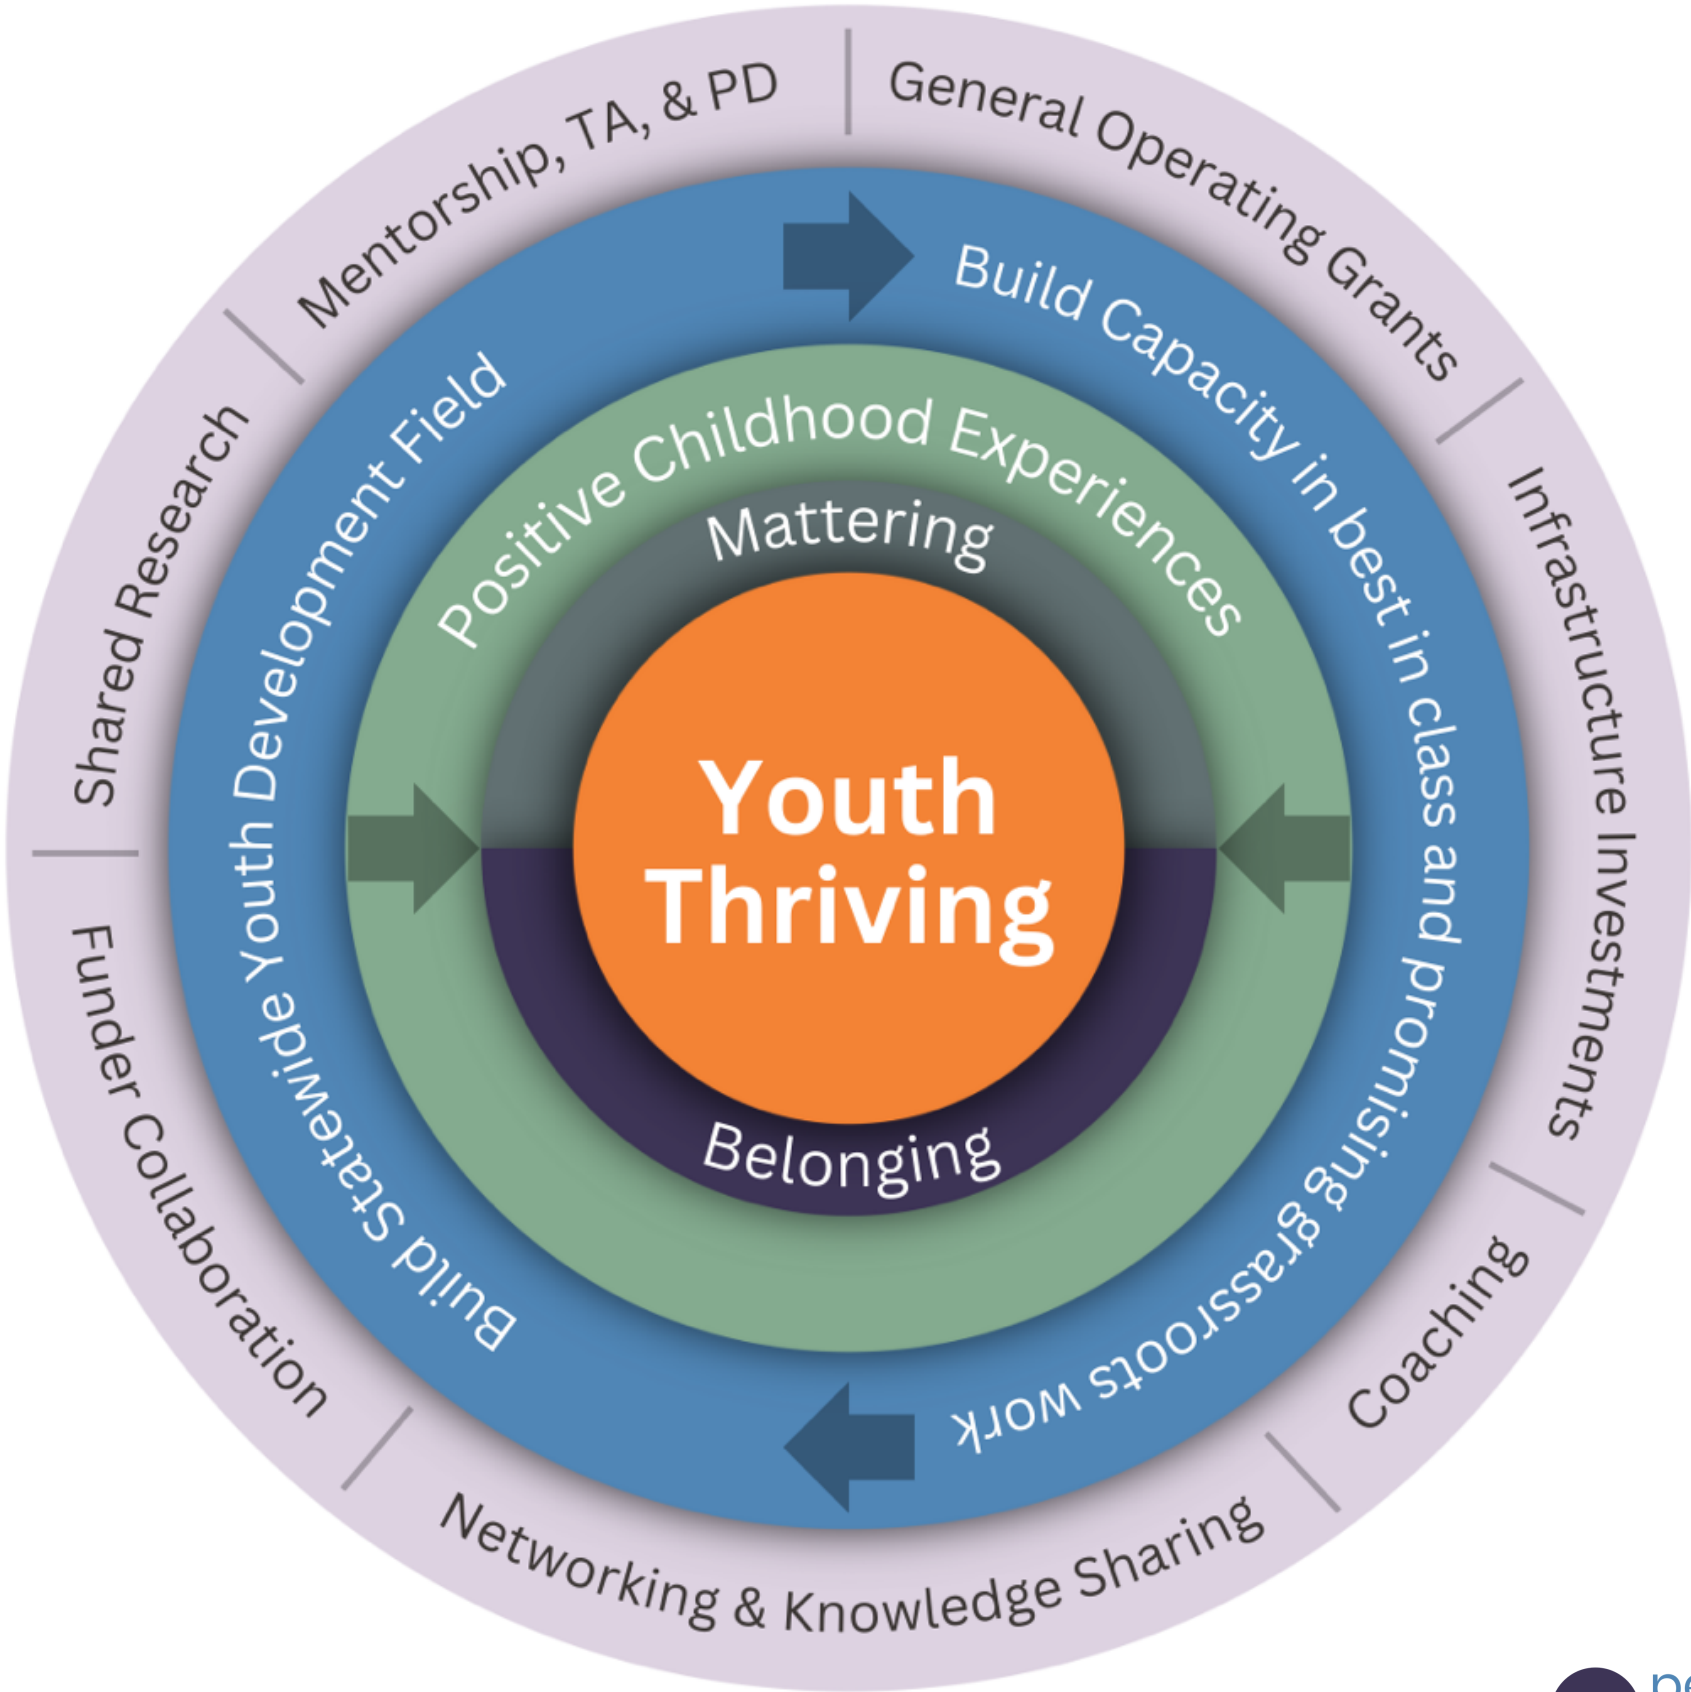 General Operating Grants
Infrastructure Investments
Coaching
Networking & Knowledge Sharing
Funder Collaboration
Shared Research
Mentorship, TA, & PD
Build Capacity in best in class and promising grassroots work
Build Statewide Youth Development Field
Positive Childhood Experiences
Mattering
Youth
Thriving
Belonging